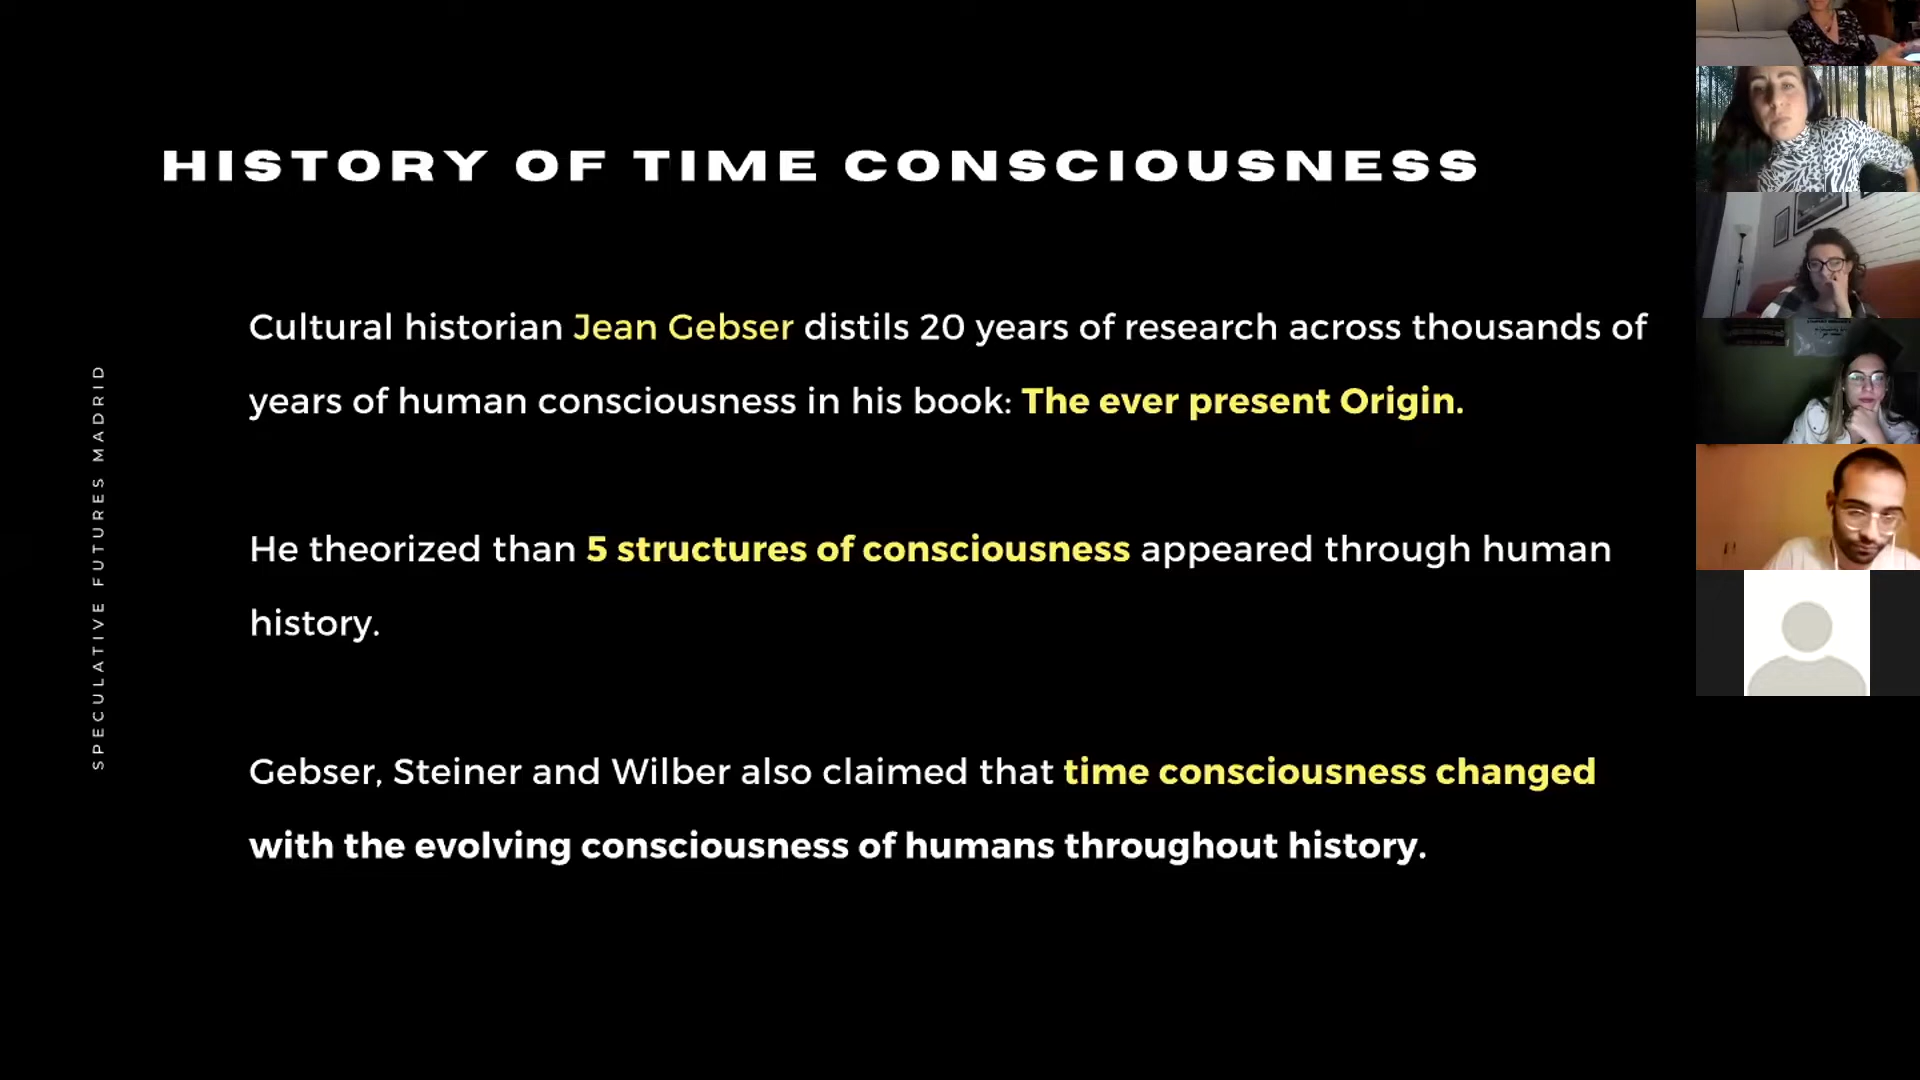 HISTORY OF TIME CONSCIOUSNESS
Cultural historian Jean Gebser distils 20 years of research across thousands of
years of human consciousness in his book: The ever present Origin.
He theorized than 5 structures of consciousness appeared through human
history.
Gebser, Steiner and Wilber also claimed that time consciousness changed
with the evolving consciousness of humans throughout history.
SPECULATIVE FUTURES MADRID